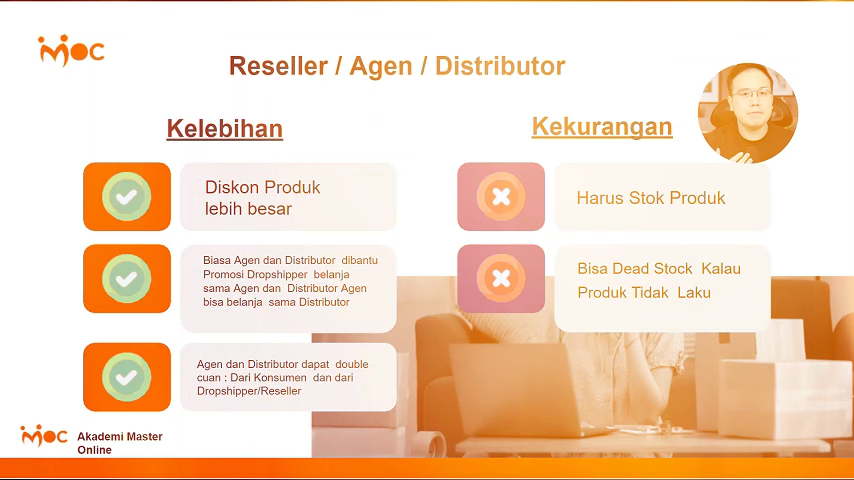 MOC
Reseller / Agen / Distributor
Kelebihan
Diskon Produk
lebih besar
Biasa Agen dan Distributor dibantu
Promosi Dropshipper belanja
sama Agen dan Distributor Agen
bisa belanja sama Distributor
Agen dan Distributor dapat double
cuan : Dari Konsumen dan dari
Dropshipper/Reseller
Kekurangan
Harus Stok Produk
Bisa Dead Stock Kalau
Produk Tidak Laku
MOC
Akademi Master
Online